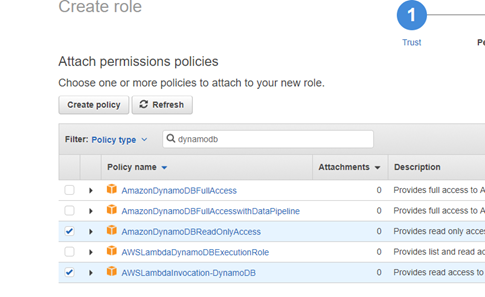 Create role
1
Trust
Attach permissions policies
Choose one or more policies to attach to your new role.
Create policy Refresh
Filter: Policy type dynamodb
Policy name Attachments Description
AmazonDynamoDBFullAccess 0 Provides full access to
AmazonDynamoDBFullAccesswithDataPipeline 0 Provides full access to
AmazonDynamoDBReadOnlyAccess 0 Provides read only
AWSLambdaDynamoDBExecutionRole 0 Provides list and read
AWSLambdaInvocation-DynamoDB 0 Provides read access to